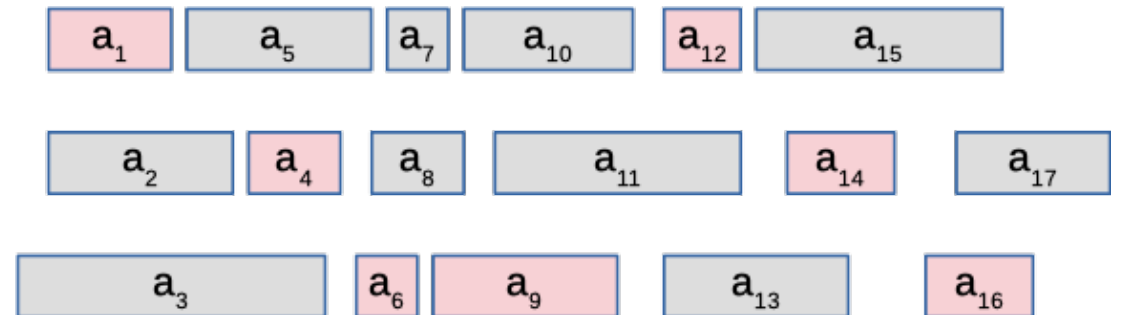 a₁ a₅ a₇ a₁₀ a₁₂ a₁₅
a₂ a₄ a₈ a₁₁ a₁₄ a₁₇
a₃ a₆ a₉ a₁₃ a₁₆